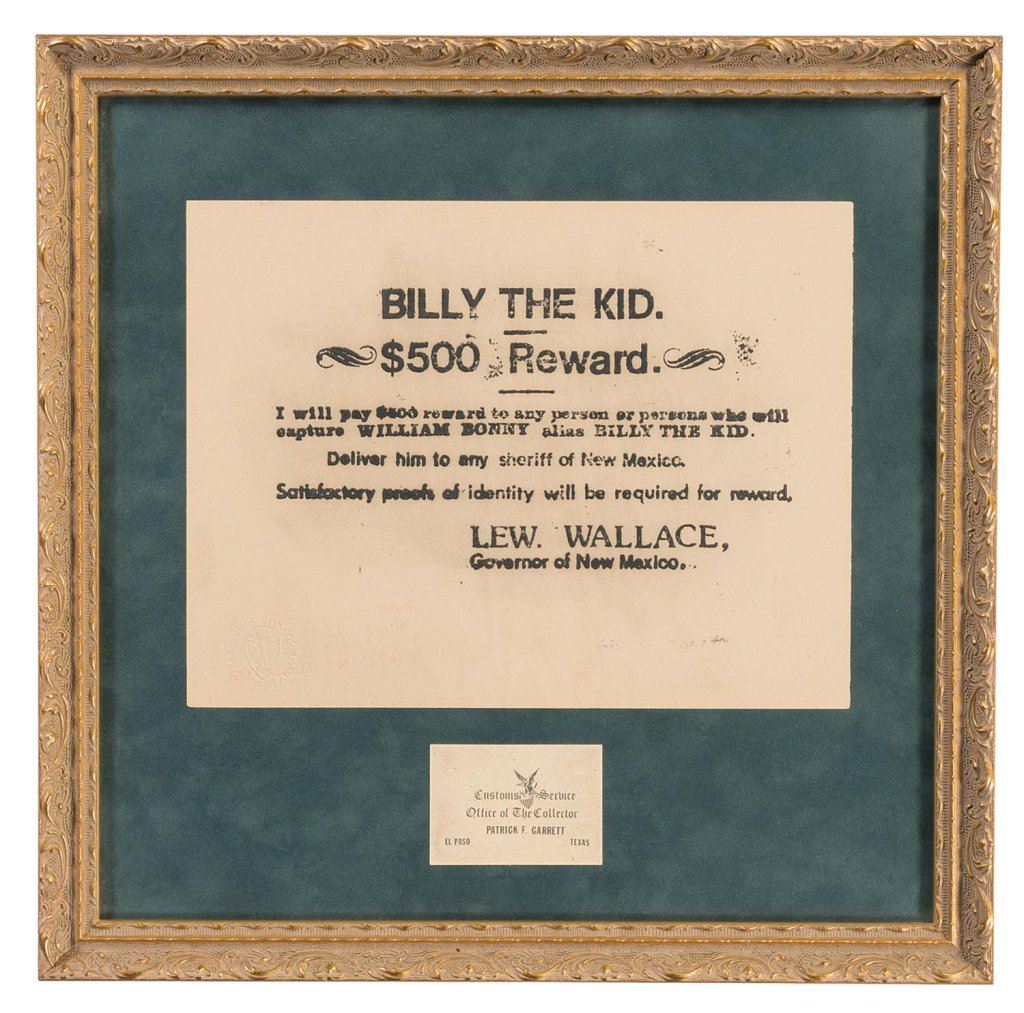 BILLY THE KID.
$500 Reward.
I will pay $500 reward to any person or persons who will
capture WILLIAM BONNY alias BILLY THE KID.
Deliver him to any sheriff of New Mexico.
Satisfactory proofs of identity will be required for reward.
LEW. WALLACE,
Governor of New Mexico.
Customs Service
Office of The Collector
PATRICK F. GARRETT
EL PASO TEXAS